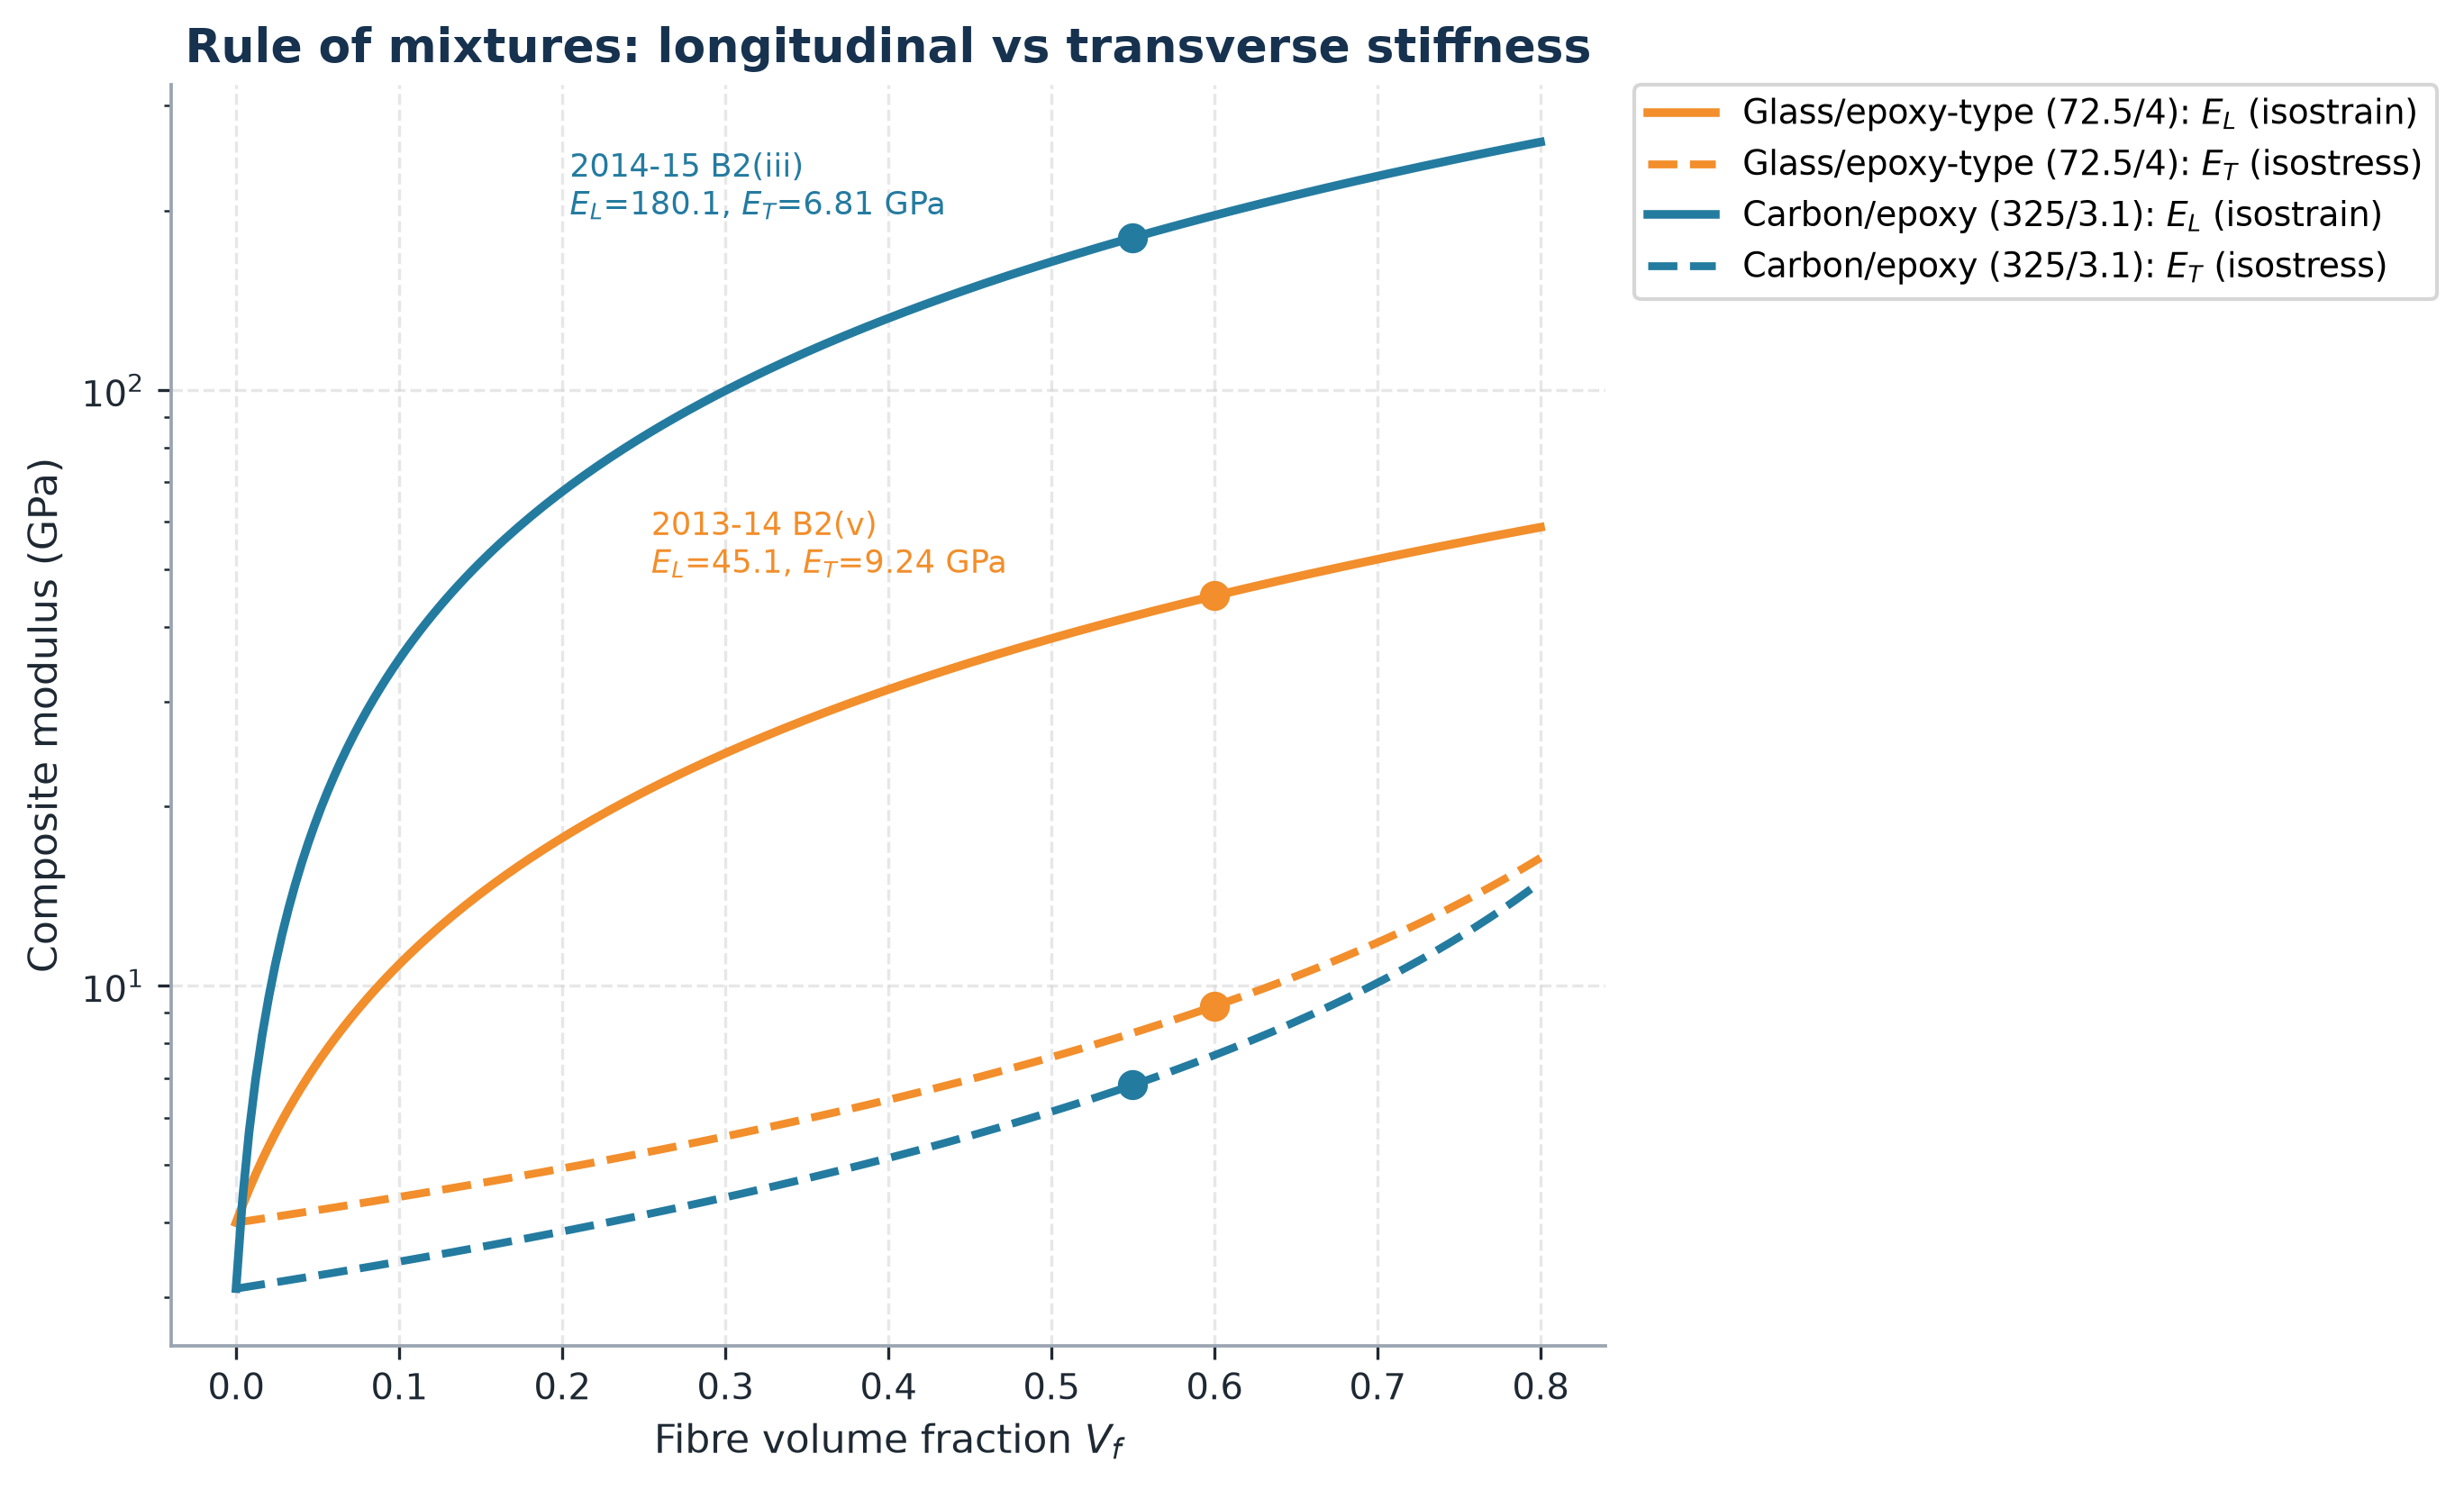 Rule of mixtures: longitudinal vs transverse stiffness
Glass/epoxy-type (72.5/4): E_L (isostrain)
Glass/epoxy-type (72.5/4): E_T (isostress)
Carbon/epoxy (325/3.1): E_L (isostrain)
Carbon/epoxy (325/3.1): E_T (isostress)
2014-15 B2(iii)
E_L=180.1, E_T=6.81 GPa
2013-14 B2(v)
E_L=45.1, E_T=9.24 GPa
Composite modulus (GPa)
10²
10¹
0.0 0.1 0.2 0.3 0.4 0.5 0.6 0.7 0.8
Fibre volume fraction V_f